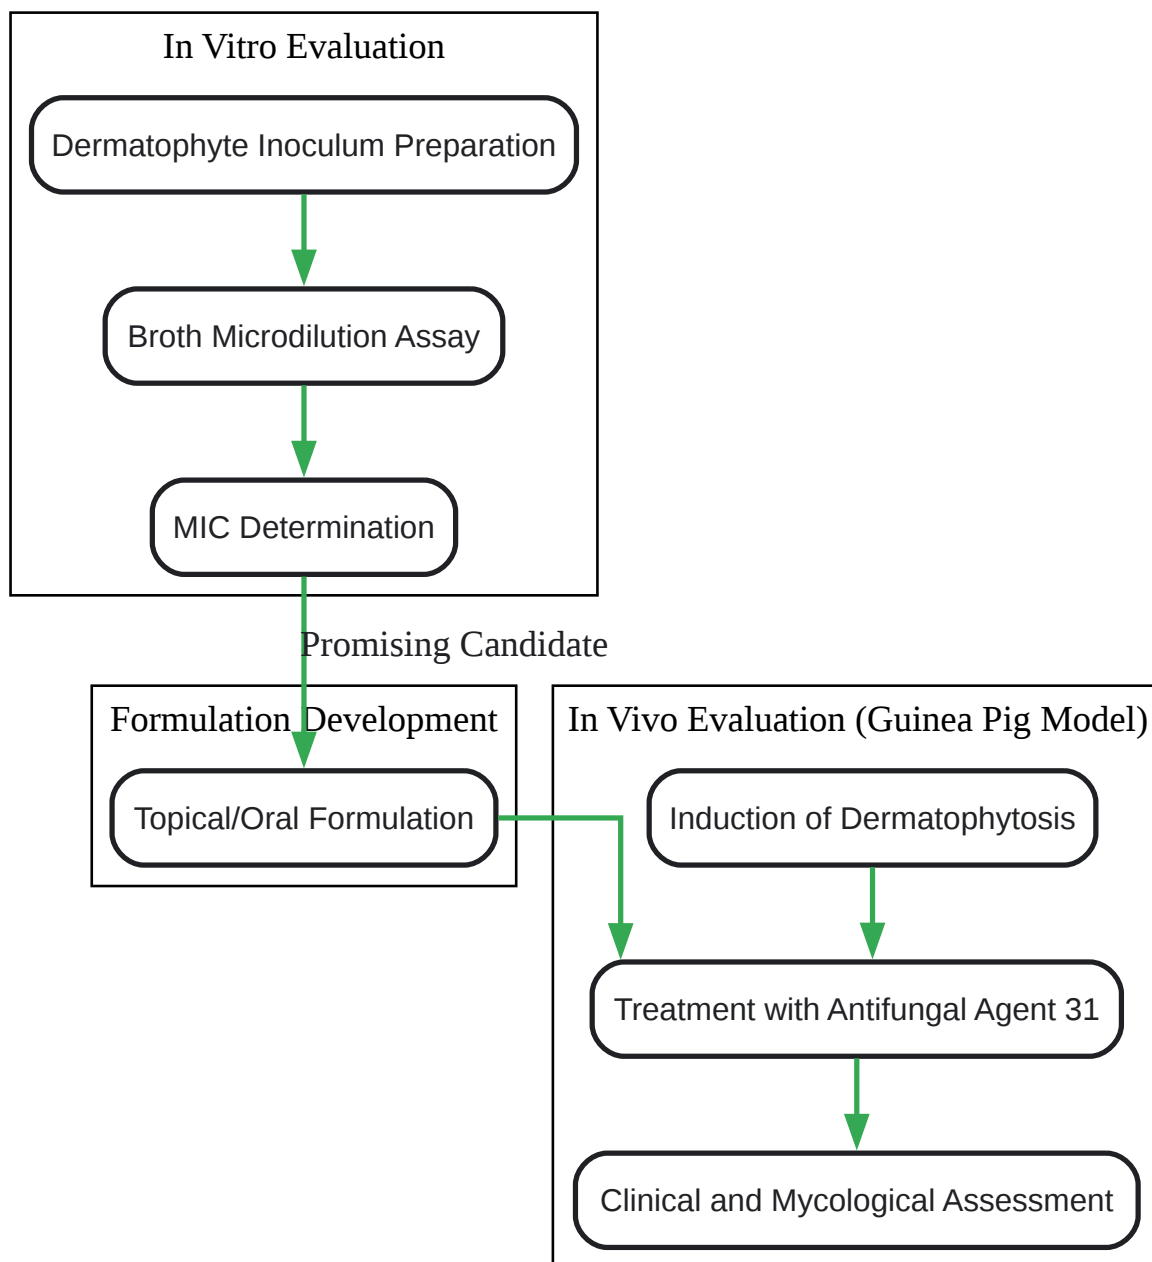 In Vitro Evaluation
Dermatophyte Inoculum Preparation
Broth Microdilution Assay
MIC Determination
Promising Candidate
Formulation Development
Topical/Oral Formulation
In Vivo Evaluation (Guinea Pig Model)
Induction of Dermatophytosis
Treatment with Antifungal Agent 31
Clinical and Mycological Assessment